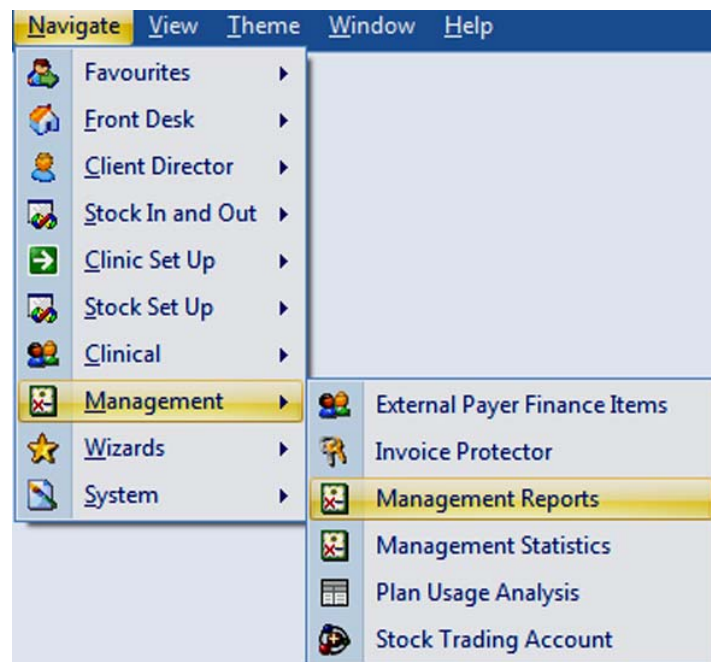 Navigate View Theme Window Help
Favourites
Front Desk
Client Director
Stock In and Out
Clinic Set Up
Stock Set Up
Clinical
Management
Wizards
System
External Payer Finance Items
Invoice Protector
Management Reports
Management Statistics
Plan Usage Analysis
Stock Trading Account